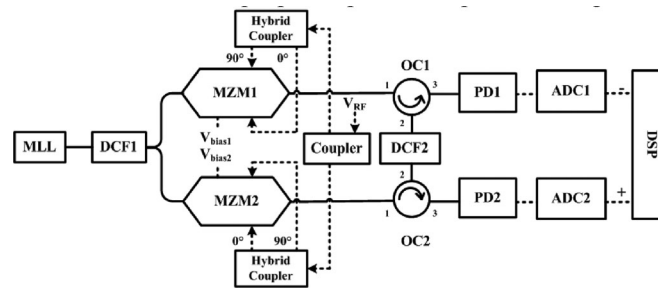 Hybrid
Coupler
90°
0°
OC1
MZM1
1
3
PD1
ADC1
-
V_RF
2
V_bias1
MLL
DCF1
Coupler
DCF2
DSP
V_bias2
2
MZM2
1
3
PD2
ADC2
+
0°
90°
OC2
Hybrid
Coupler